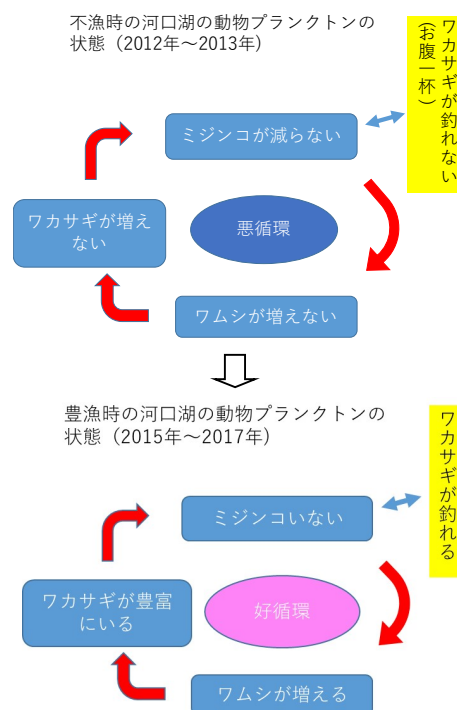 不漁時の河口湖の動物プランクトンの
状態（2012年～2013年）
ワカサギが釣れない
（お腹一杯）
ミジンコが減らない
ワカサギが増え
ない
悪循環
ワムシが増えない
豊漁時の河口湖の動物プランクトンの
状態（2015年～2017年）
ワカサギが釣れる
ミジンコいない
ワカサギが豊富
にいる
好循環
ワムシが増える